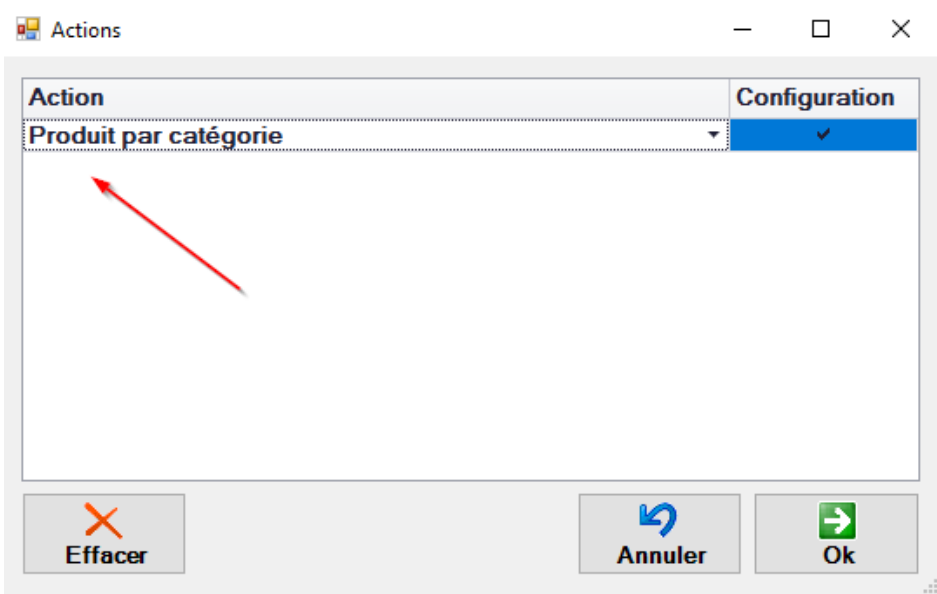 Actions
Action Configuration
Produit par catégorie
Effacer Annuler Ok